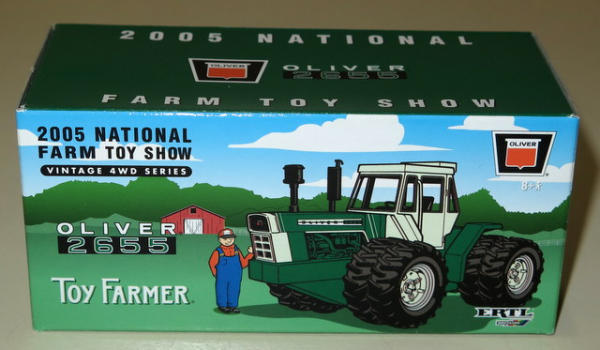 2005 NATIONAL
OLIVER
OLIVER
2655
FARM TOY SHOW
2005 NATIONAL
FARM TOY SHOW
VINTAGE 4WD SERIES
OLIVER
8+
OLIVER
2655
TOY FARMER
ERTL